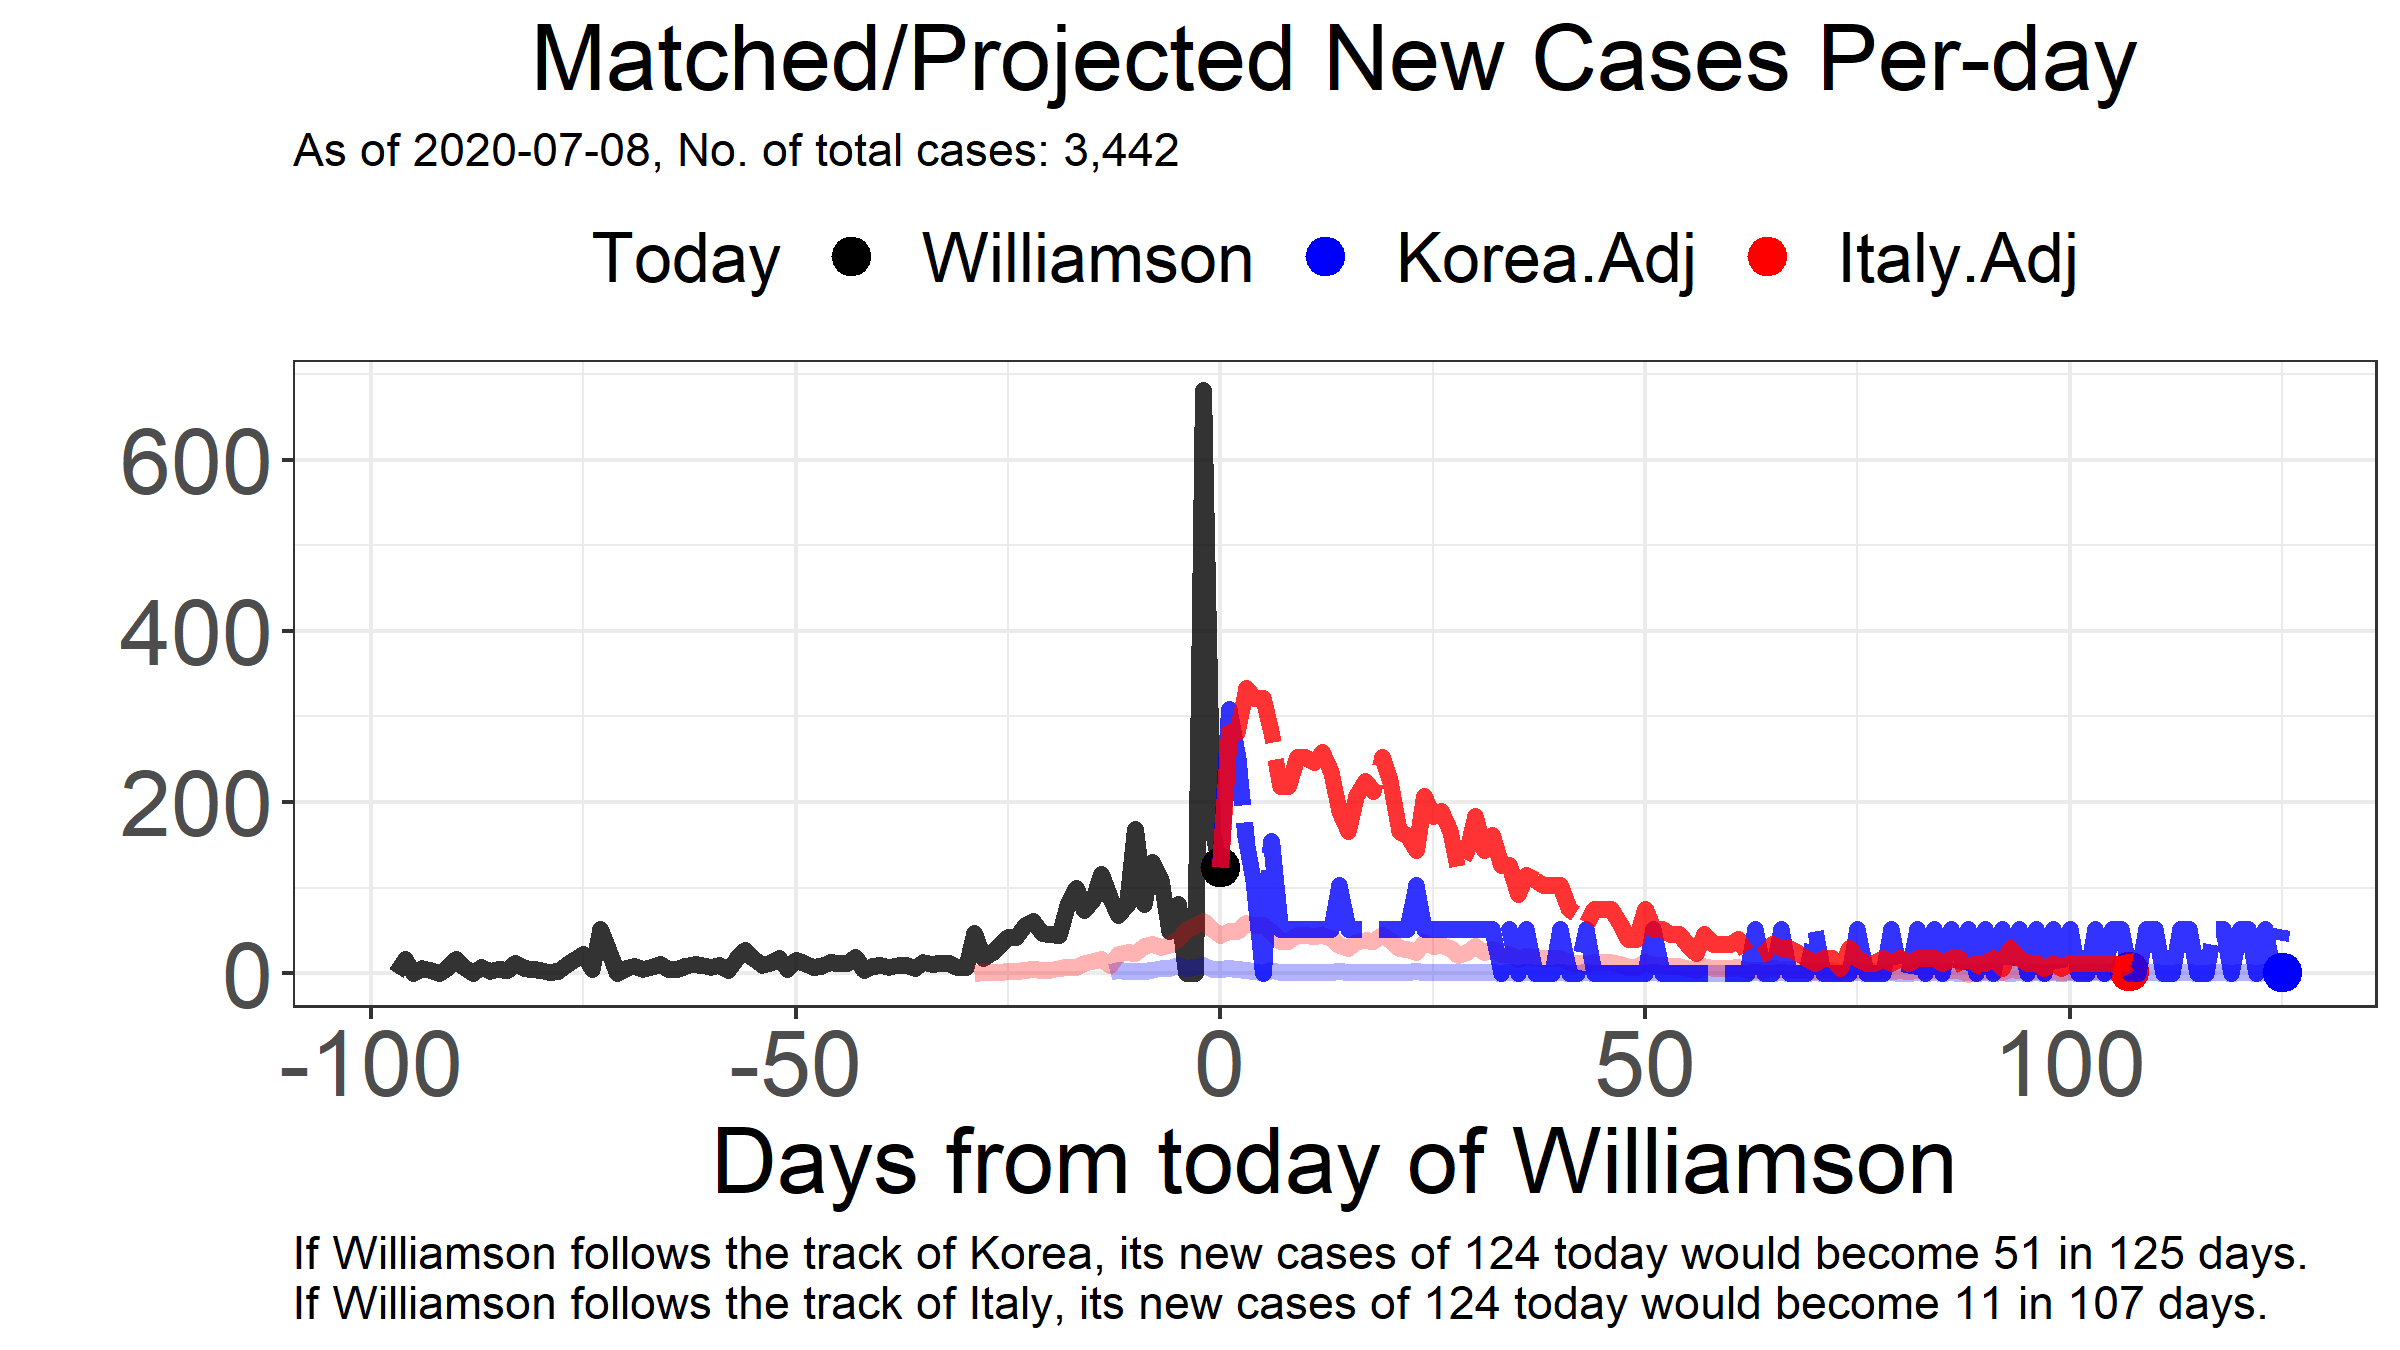 Matched/Projected New Cases Per-day
As of 2020-07-08, No. of total cases: 3,442
Today Williamson Korea.Adj Italy.Adj
600
400
200
0
-100 -50 0 50 100
Days from today of Williamson
If Williamson follows the track of Korea, its new cases of 124 today would become 51 in 125 days.
If Williamson follows the track of Italy, its new cases of 124 today would become 11 in 107 days.